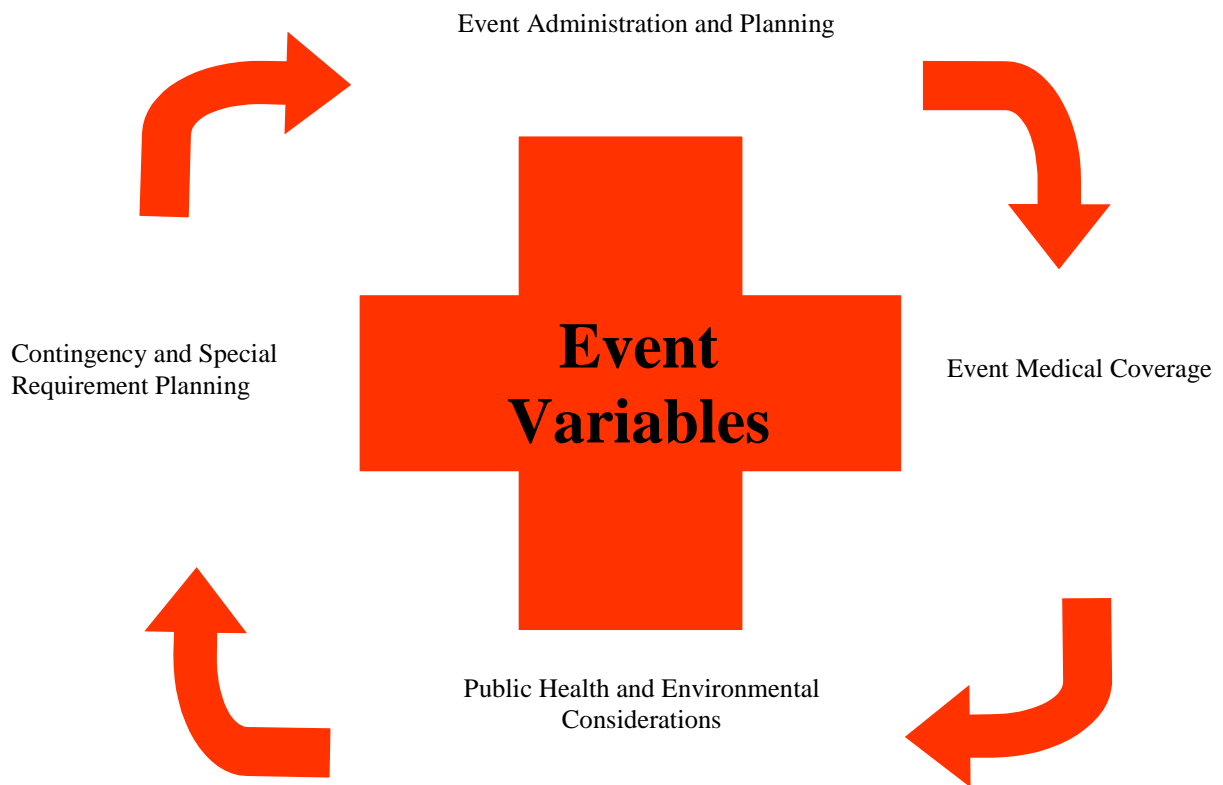 Event Administration and Planning
Contingency and Special
Requirement Planning
Event
Variables
Event Medical Coverage
Public Health and Environmental
Considerations